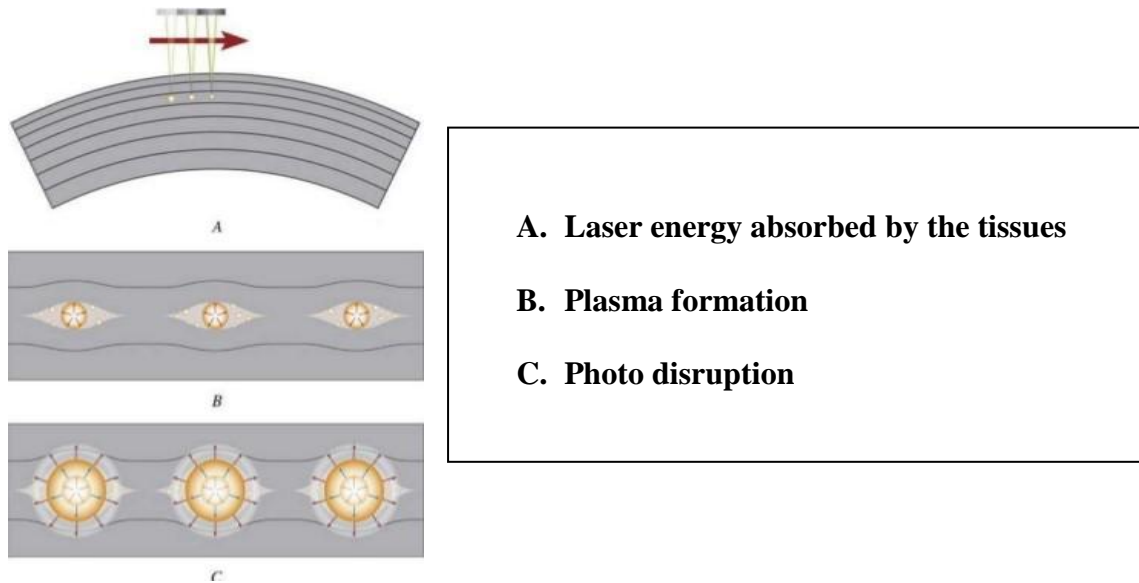 A
B
C
A. Laser energy absorbed by the tissues
B. Plasma formation
C. Photo disruption